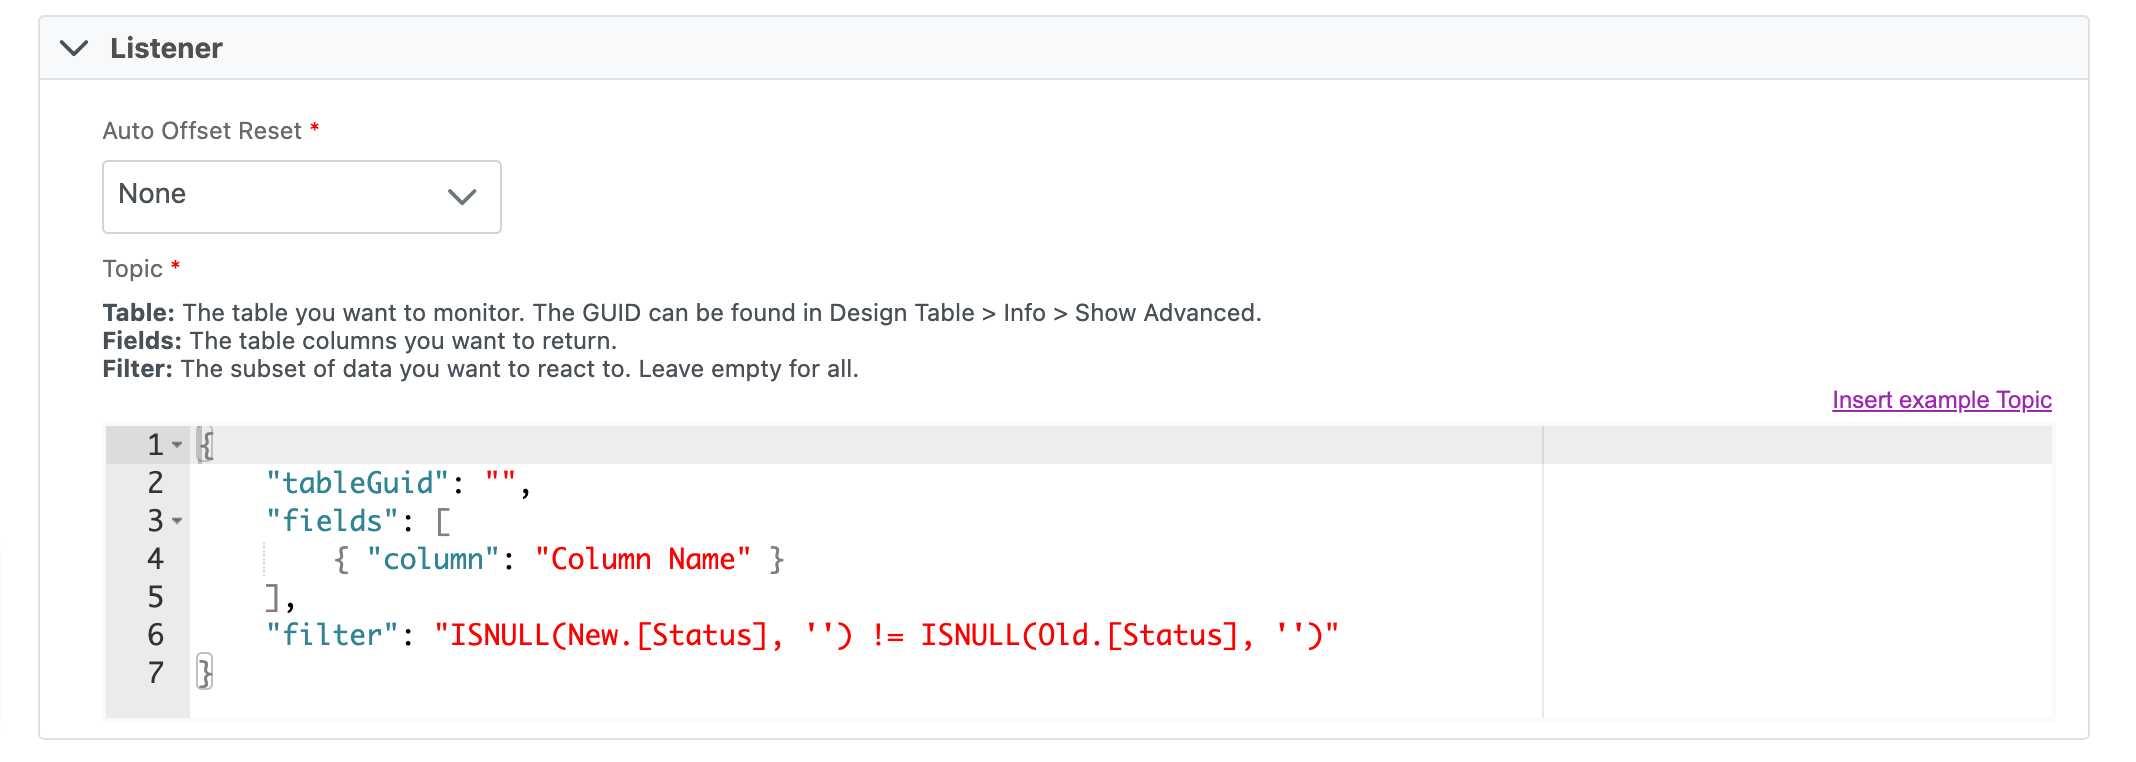 Listener
Auto Offset Reset *
None
Topic *
Table: The table you want to monitor. The GUID can be found in Design Table > Info > Show Advanced.
Fields: The table columns you want to return.
Filter: The subset of data you want to react to. Leave empty for all.
Insert example Topic
1 {
2 "tableGuid": "",
3 "fields": [
4 { "column": "Column Name" }
5 ],
6 "filter": "ISNULL(New.[Status], '') != ISNULL(Old.[Status], '')"
7 }